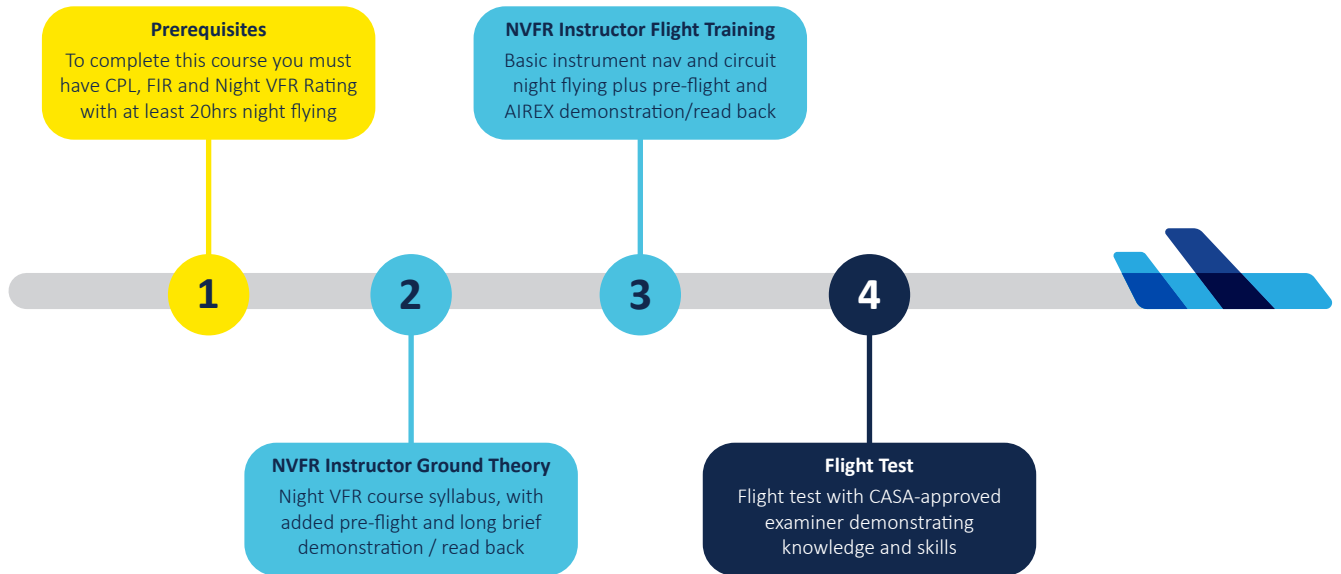 Prerequisites
To complete this course you must
have CPL, FIR and Night VFR Rating
with at least 20hrs night flying
NVFR Instructor Flight Training
Basic instrument nav and circuit
night flying plus pre-flight and
AIREX demonstration/read back
1
2
3
4
NVFR Instructor Ground Theory
Night VFR course syllabus, with
added pre-flight and long brief
demonstration / read back
Flight Test
Flight test with CASA-approved
examiner demonstrating
knowledge and skills